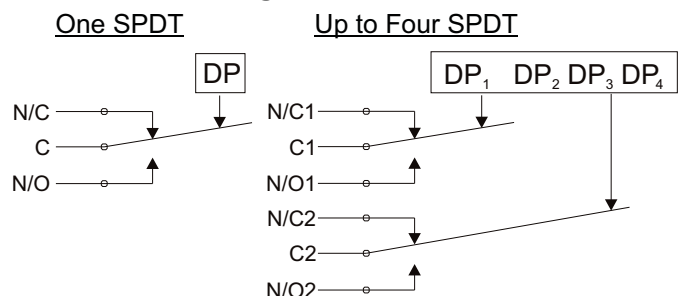 One SPDT
Up to Four SPDT
DP
DP1 DP2 DP3 DP4
N/C
C
N/O
N/C1
C1
N/O1
N/C2
C2
N/O2